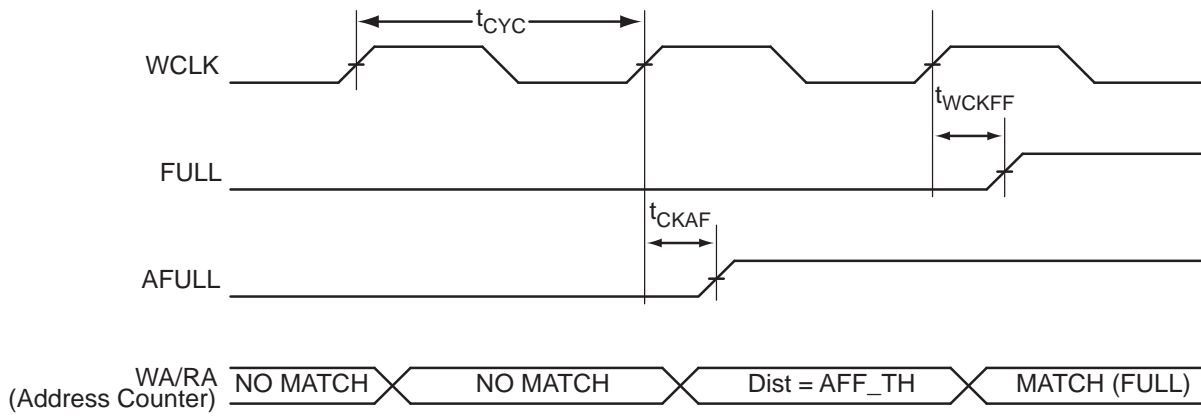 tCYC
WCLK
tWCKFF
FULL
tCKAF
AFULL
WA/RA
(Address Counter)
NO MATCH
NO MATCH
Dist = AFF_TH
MATCH (FULL)